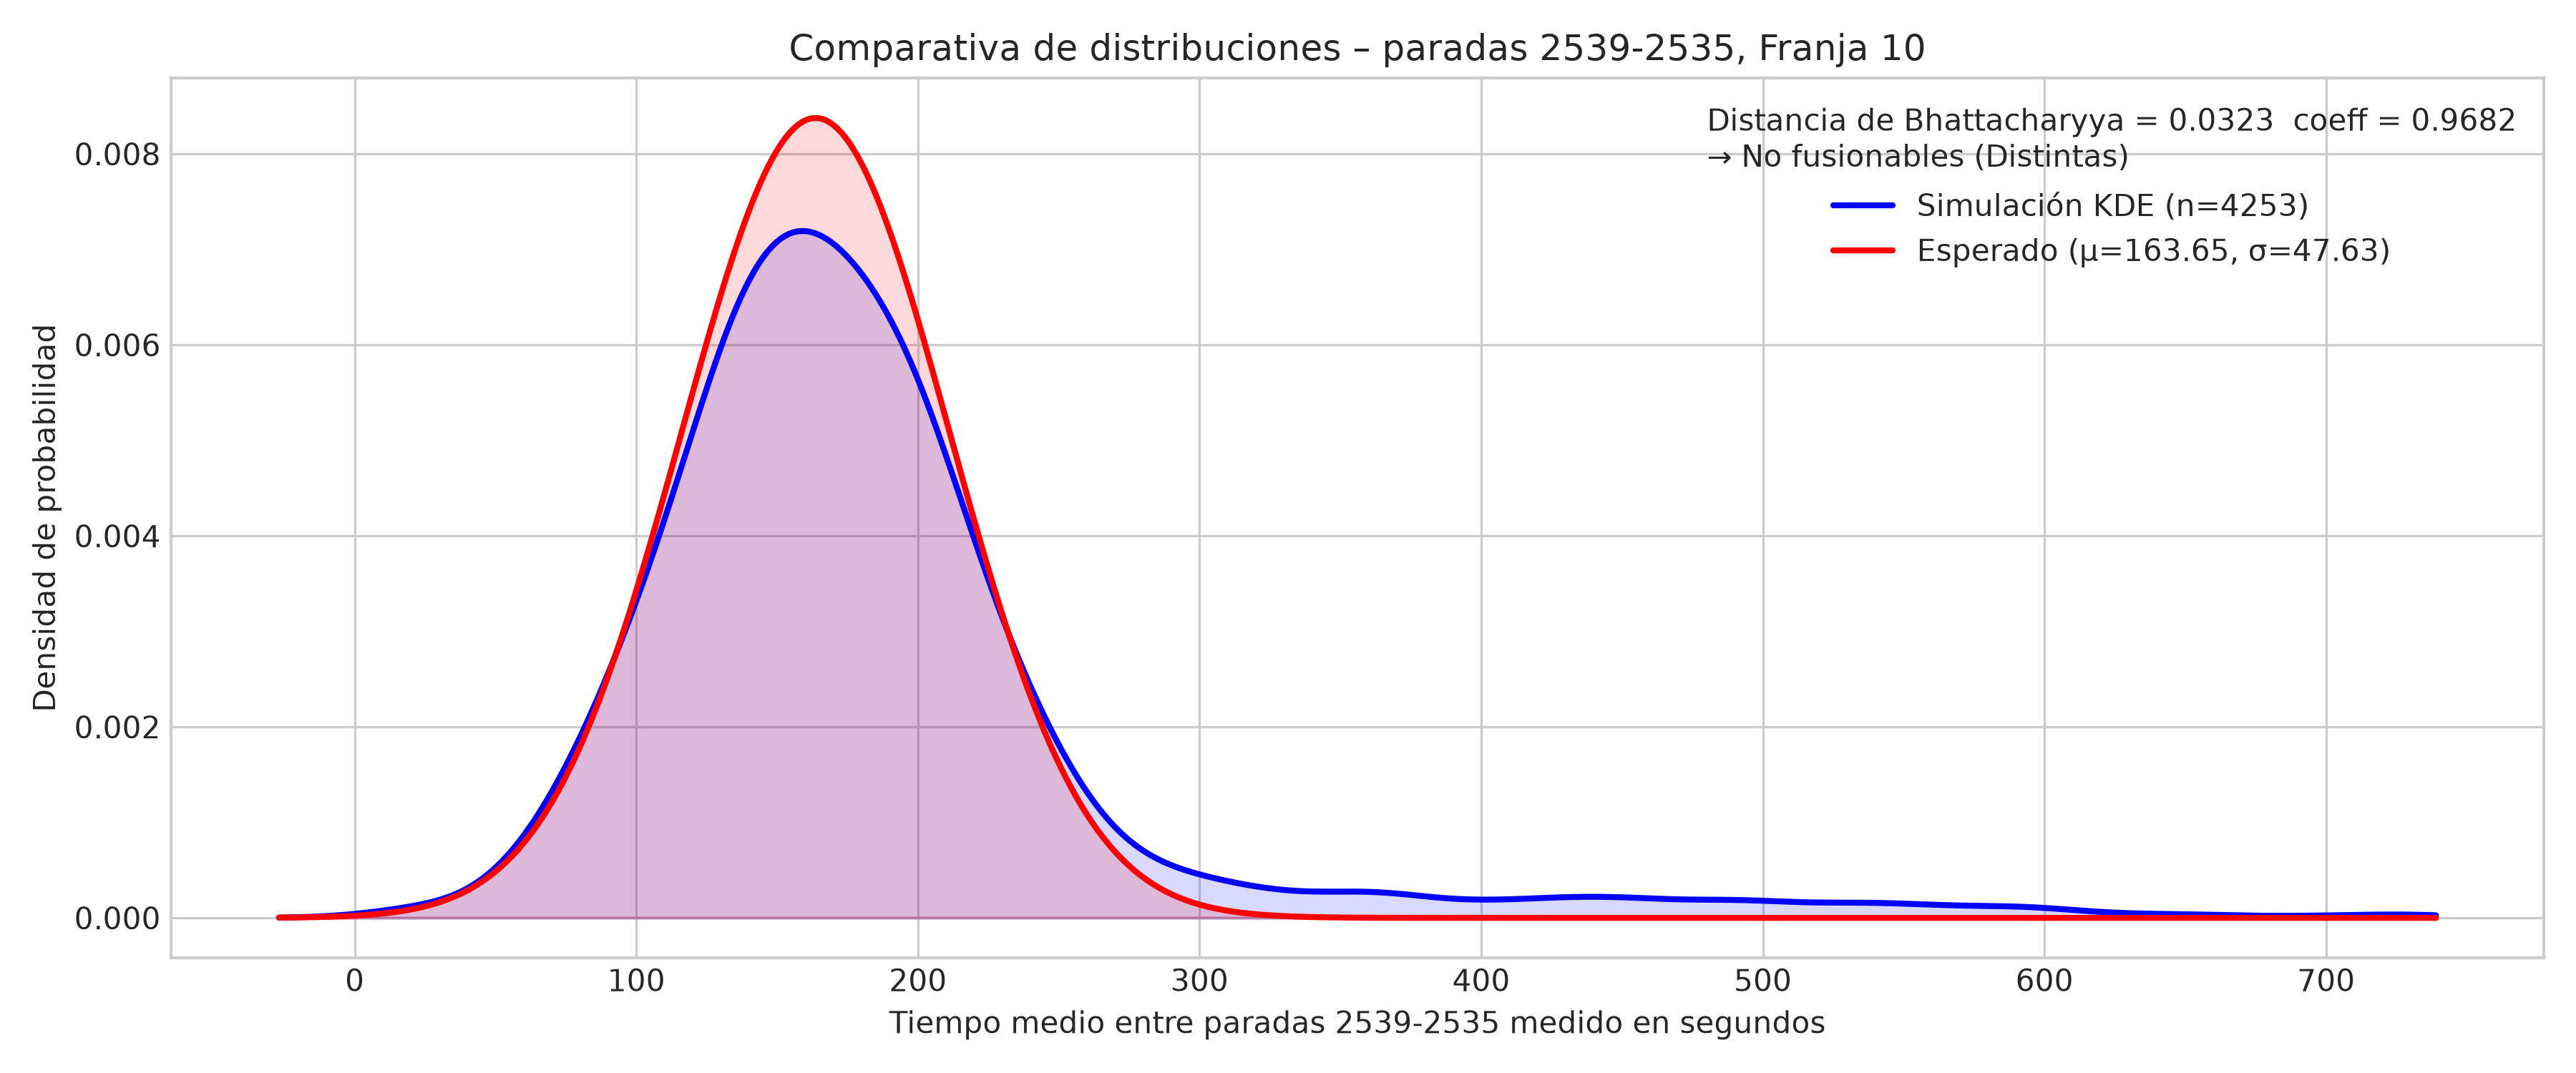 Comparativa de distribuciones – paradas 2539-2535, Franja 10
Distancia de Bhattacharyya = 0.0323  coeff = 0.9682
→ No fusionables (Distintas)
Simulación KDE (n=4253)
Esperado (μ=163.65, σ=47.63)
Densidad de probabilidad
0.008
0.006
0.004
0.002
0.000
0 100 200 300 400 500 600 700
Tiempo medio entre paradas 2539-2535 medido en segundos